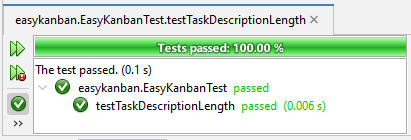 easykanban.EasyKanbanTest.testTaskDescriptionLength
Tests passed: 100.00 %
The test passed. (0.1 s)
easykanban.EasyKanbanTest passed
testTaskDescriptionLength passed (0.006 s)